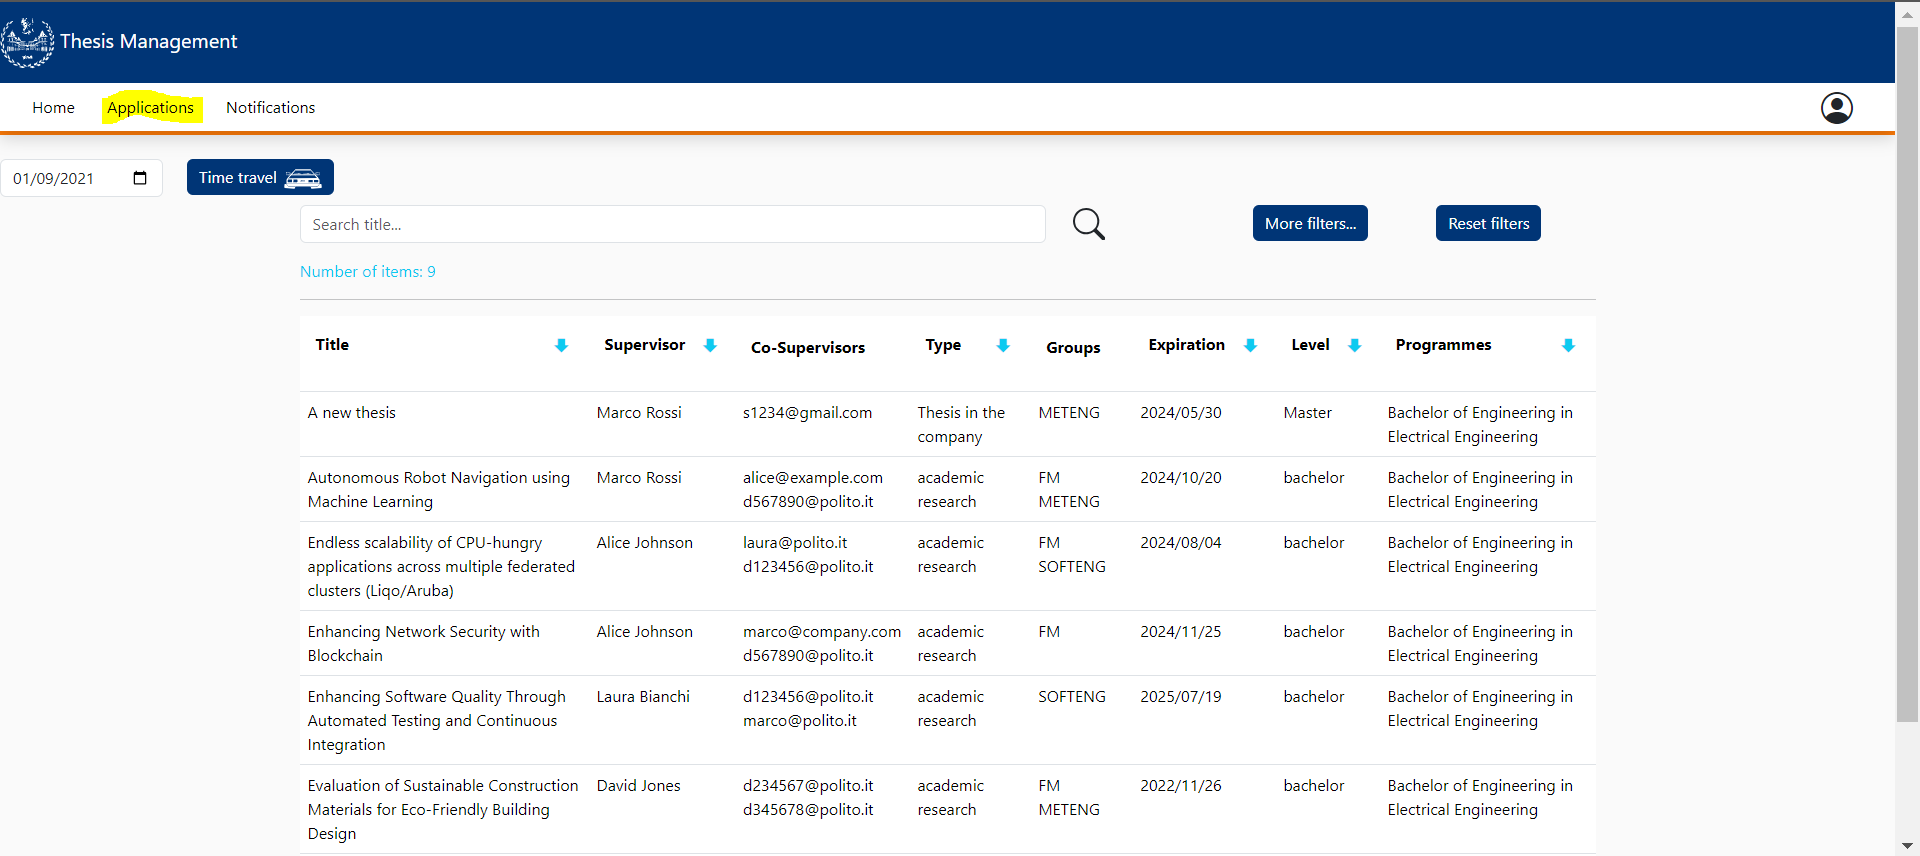 Thesis Management
Home Applications Notifications
01/09/2021 Time travel
Search title... More filters... Reset filters
Number of items: 9
Title Supervisor Co-Supervisors Type Groups Expiration Level Programmes
A new thesis Marco Rossi s1234@gmail.com Thesis in the METENG 2024/05/30 Master Bachelor of Engineering in
company Electrical Engineering
Autonomous Robot Navigation using Marco Rossi alice@example.com academic FM 2024/10/20 bachelor Bachelor of Engineering in
Machine Learning d567890@polito.it research METENG Electrical Engineering
Endless scalability of CPU-hungry Alice Johnson laura@polito.it academic FM 2024/08/04 bachelor Bachelor of Engineering in
applications across multiple federated d123456@polito.it research SOFTENG Electrical Engineering
clusters (Liqo/Aruba)
Enhancing Network Security with Alice Johnson marco@company.com academic FM 2024/11/25 bachelor Bachelor of Engineering in
Blockchain d567890@polito.it research Electrical Engineering
Enhancing Software Quality Through Laura Bianchi d123456@polito.it academic SOFTENG 2025/07/19 bachelor Bachelor of Engineering in
Automated Testing and Continuous marco@polito.it research Electrical Engineering
Integration
Evaluation of Sustainable Construction David Jones d234567@polito.it academic FM 2022/11/26 bachelor Bachelor of Engineering in
Materials for Eco-Friendly Building d345678@polito.it research METENG Electrical Engineering
Design